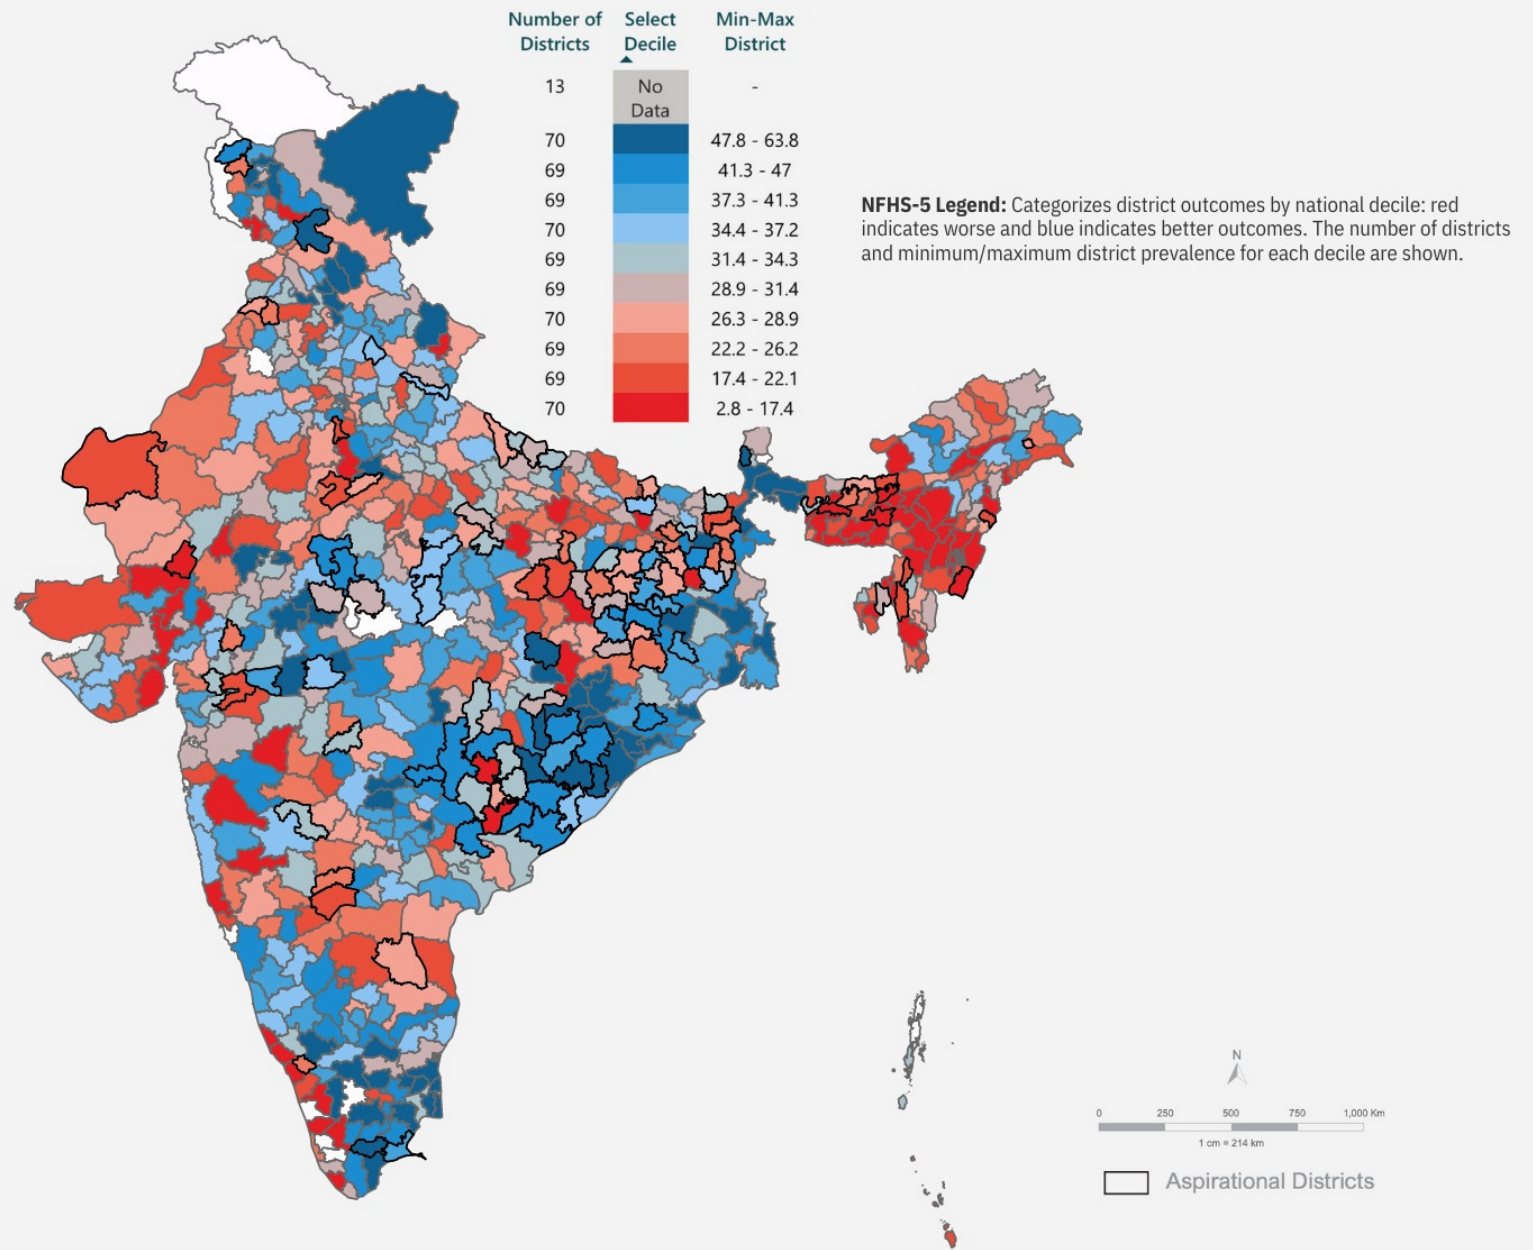 Number of Districts Select Decile Min-Max District
13 No Data -
70 47.8 - 63.8
69 41.3 - 47
69 37.3 - 41.3
70 34.4 - 37.2
69 31.4 - 34.3
69 28.9 - 31.4
70 26.3 - 28.9
69 22.2 - 26.2
69 17.4 - 22.1
70 2.8 - 17.4
NFHS-5 Legend: Categorizes district outcomes by national decile: red
indicates worse and blue indicates better outcomes. The number of districts
and minimum/maximum district prevalence for each decile are shown.
N
0 250 500 750 1,000 Km
1 cm = 214 km
Aspirational Districts